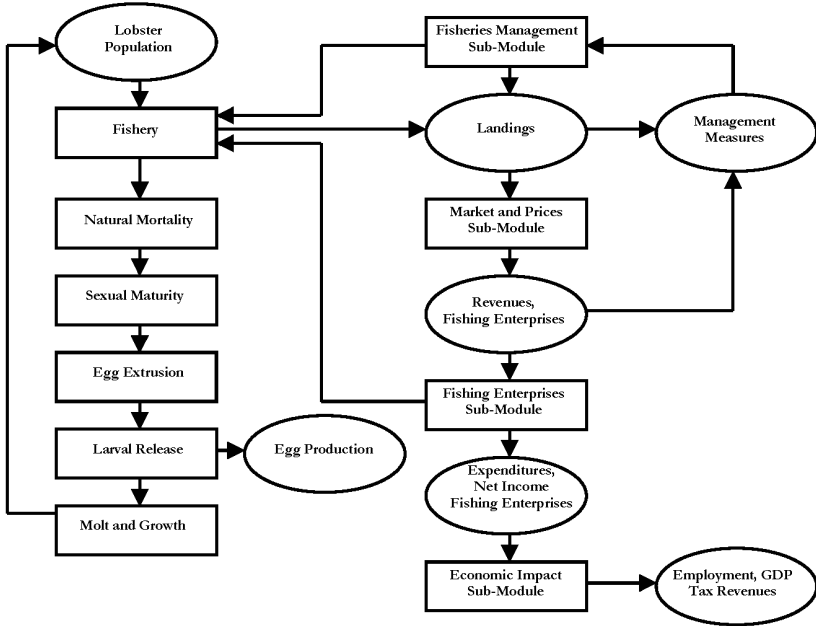 Lobster
Population
Fishery
Natural Mortality
Sexual Maturity
Egg Extrusion
Larval Release
Egg Production
Molt and Growth
Fisheries Management
Sub-Module
Landings
Management
Measures
Market and Prices
Sub-Module
Revenues,
Fishing Enterprises
Fishing Enterprises
Sub-Module
Expenditures,
Net Income
Fishing Enterprises
Economic Impact
Sub-Module
Employment, GDP
Tax Revenues